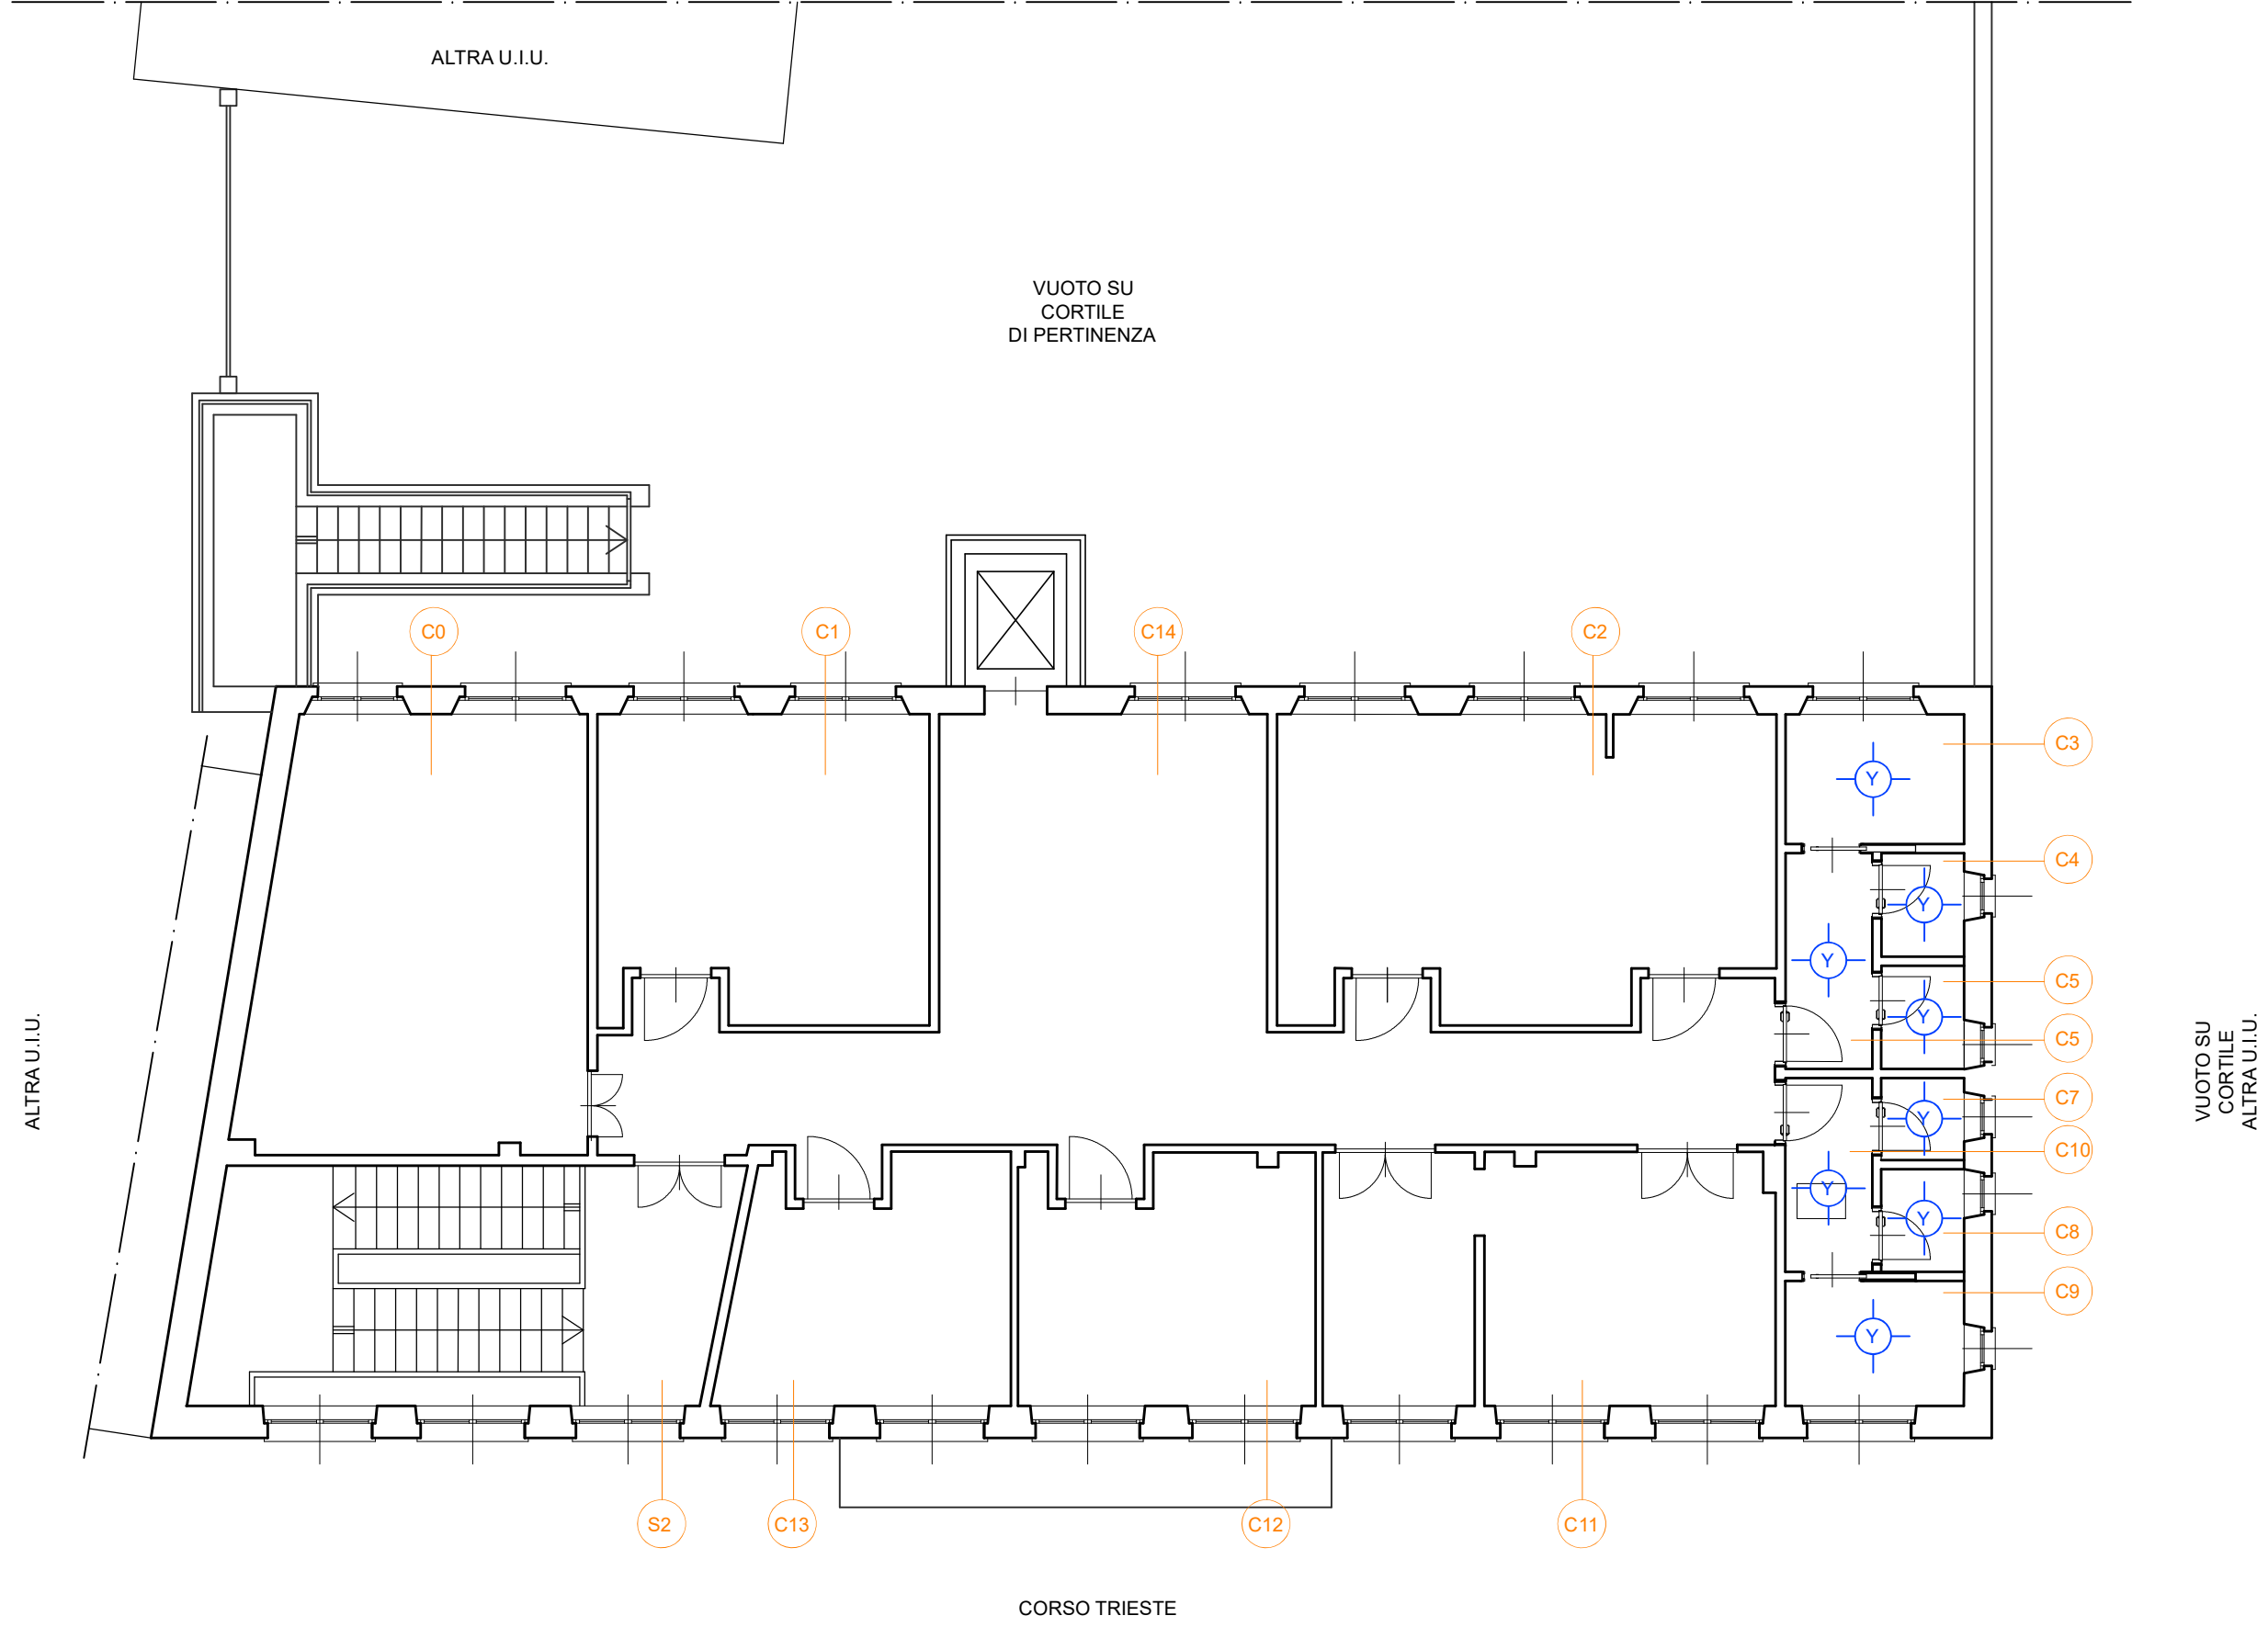 ALTRA U.I.U.
VUOTO SU
CORTILE
DI PERTINENZA
C0
C1
C14
C2
C3
Y
C4
Y
Y
C5
Y
C5
C7
Y
C10
Y
Y
C8
C9
Y
ALTRA U.I.U.
VUOTO SU
CORTILE
ALTRA U.I.U.
S2
C13
C12
C11
CORSO TRIESTE